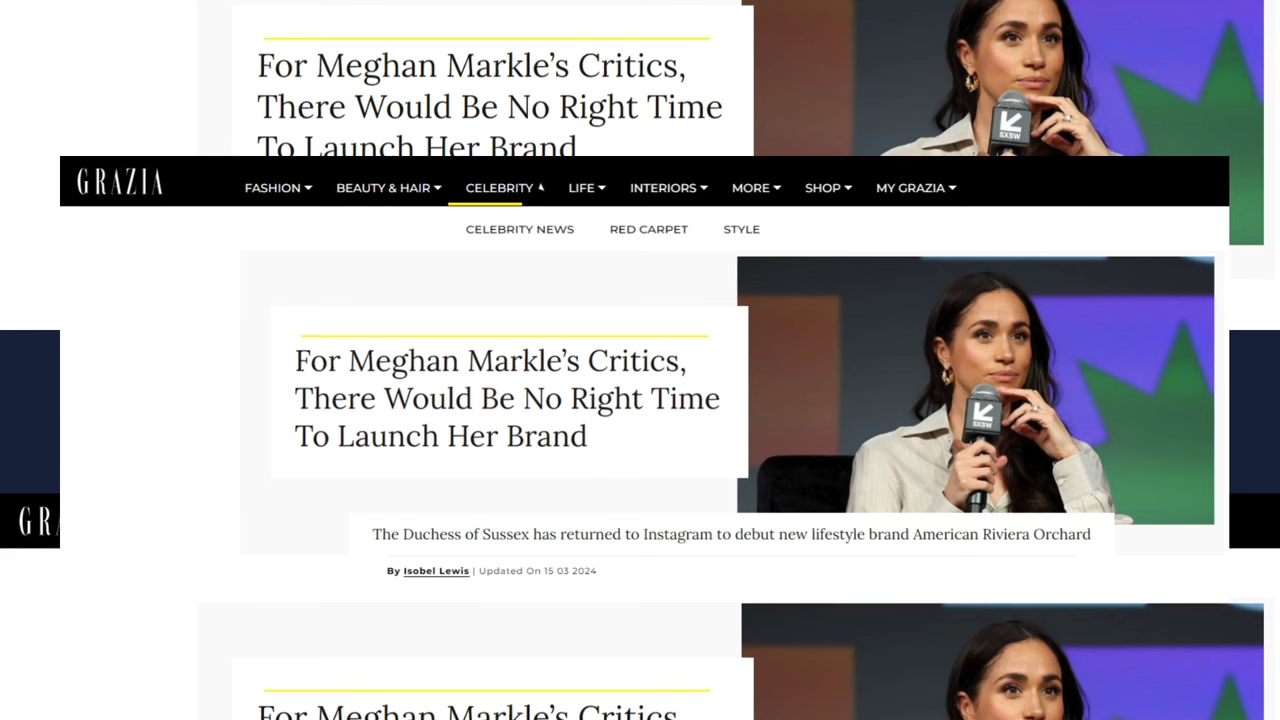 For Meghan Markle's Critics,
There Would Be No Right Time
To Launch Her Brand
GRAZIA
FASHION BEAUTY & HAIR CELEBRITY LIFE INTERIORS MORE SHOP MY GRAZIA
CELEBRITY NEWS RED CARPET STYLE
For Meghan Markle's Critics,
There Would Be No Right Time
To Launch Her Brand
SXSW
SXSW
The Duchess of Sussex has returned to Instagram to debut new lifestyle brand American Riviera Orchard
GRA
By Isobel Lewis | Updated On 15 03 2024
For Meghan Markle's Critics